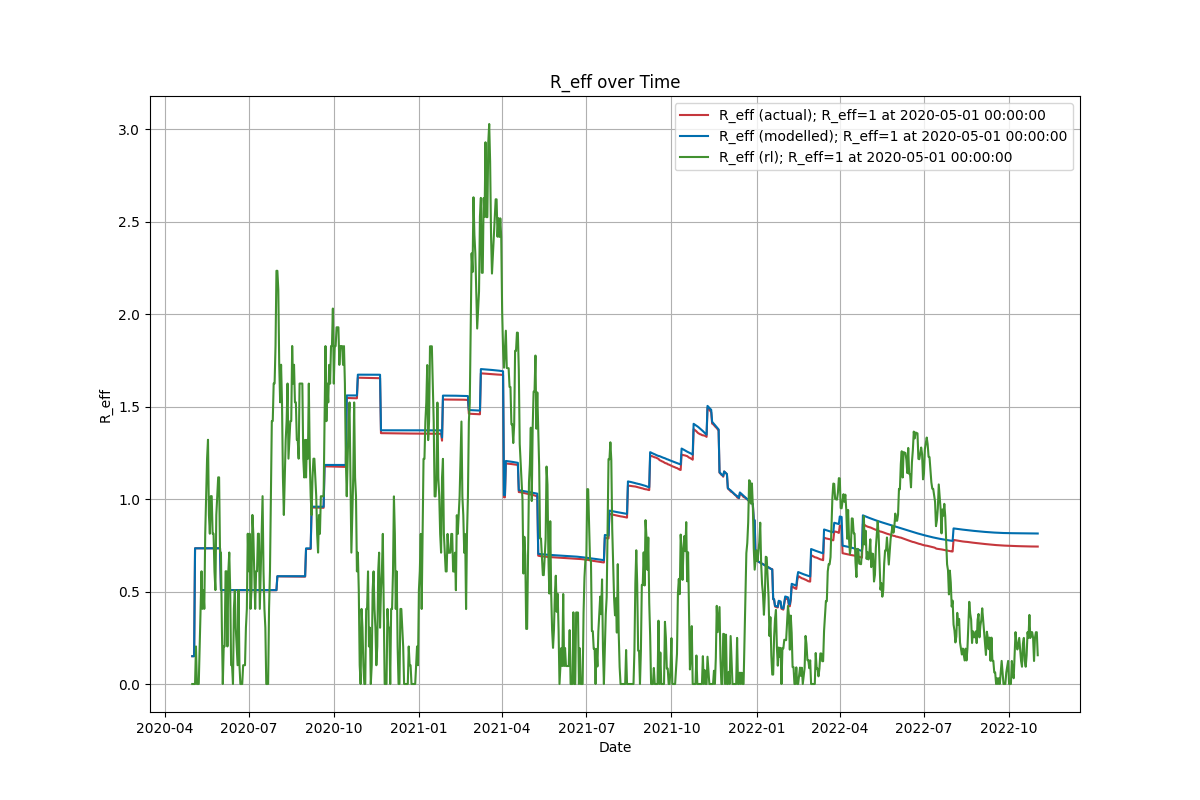 R_eff over Time
R_eff (actual); R_eff=1 at 2020-05-01 00:00:00
R_eff (modelled); R_eff=1 at 2020-05-01 00:00:00
R_eff (rl); R_eff=1 at 2020-05-01 00:00:00
R_eff
3.0
2.5
2.0
1.5
1.0
0.5
0.0
2020-04 2020-07 2020-10 2021-01 2021-04 2021-07 2021-10 2022-01 2022-04 2022-07 2022-10
Date